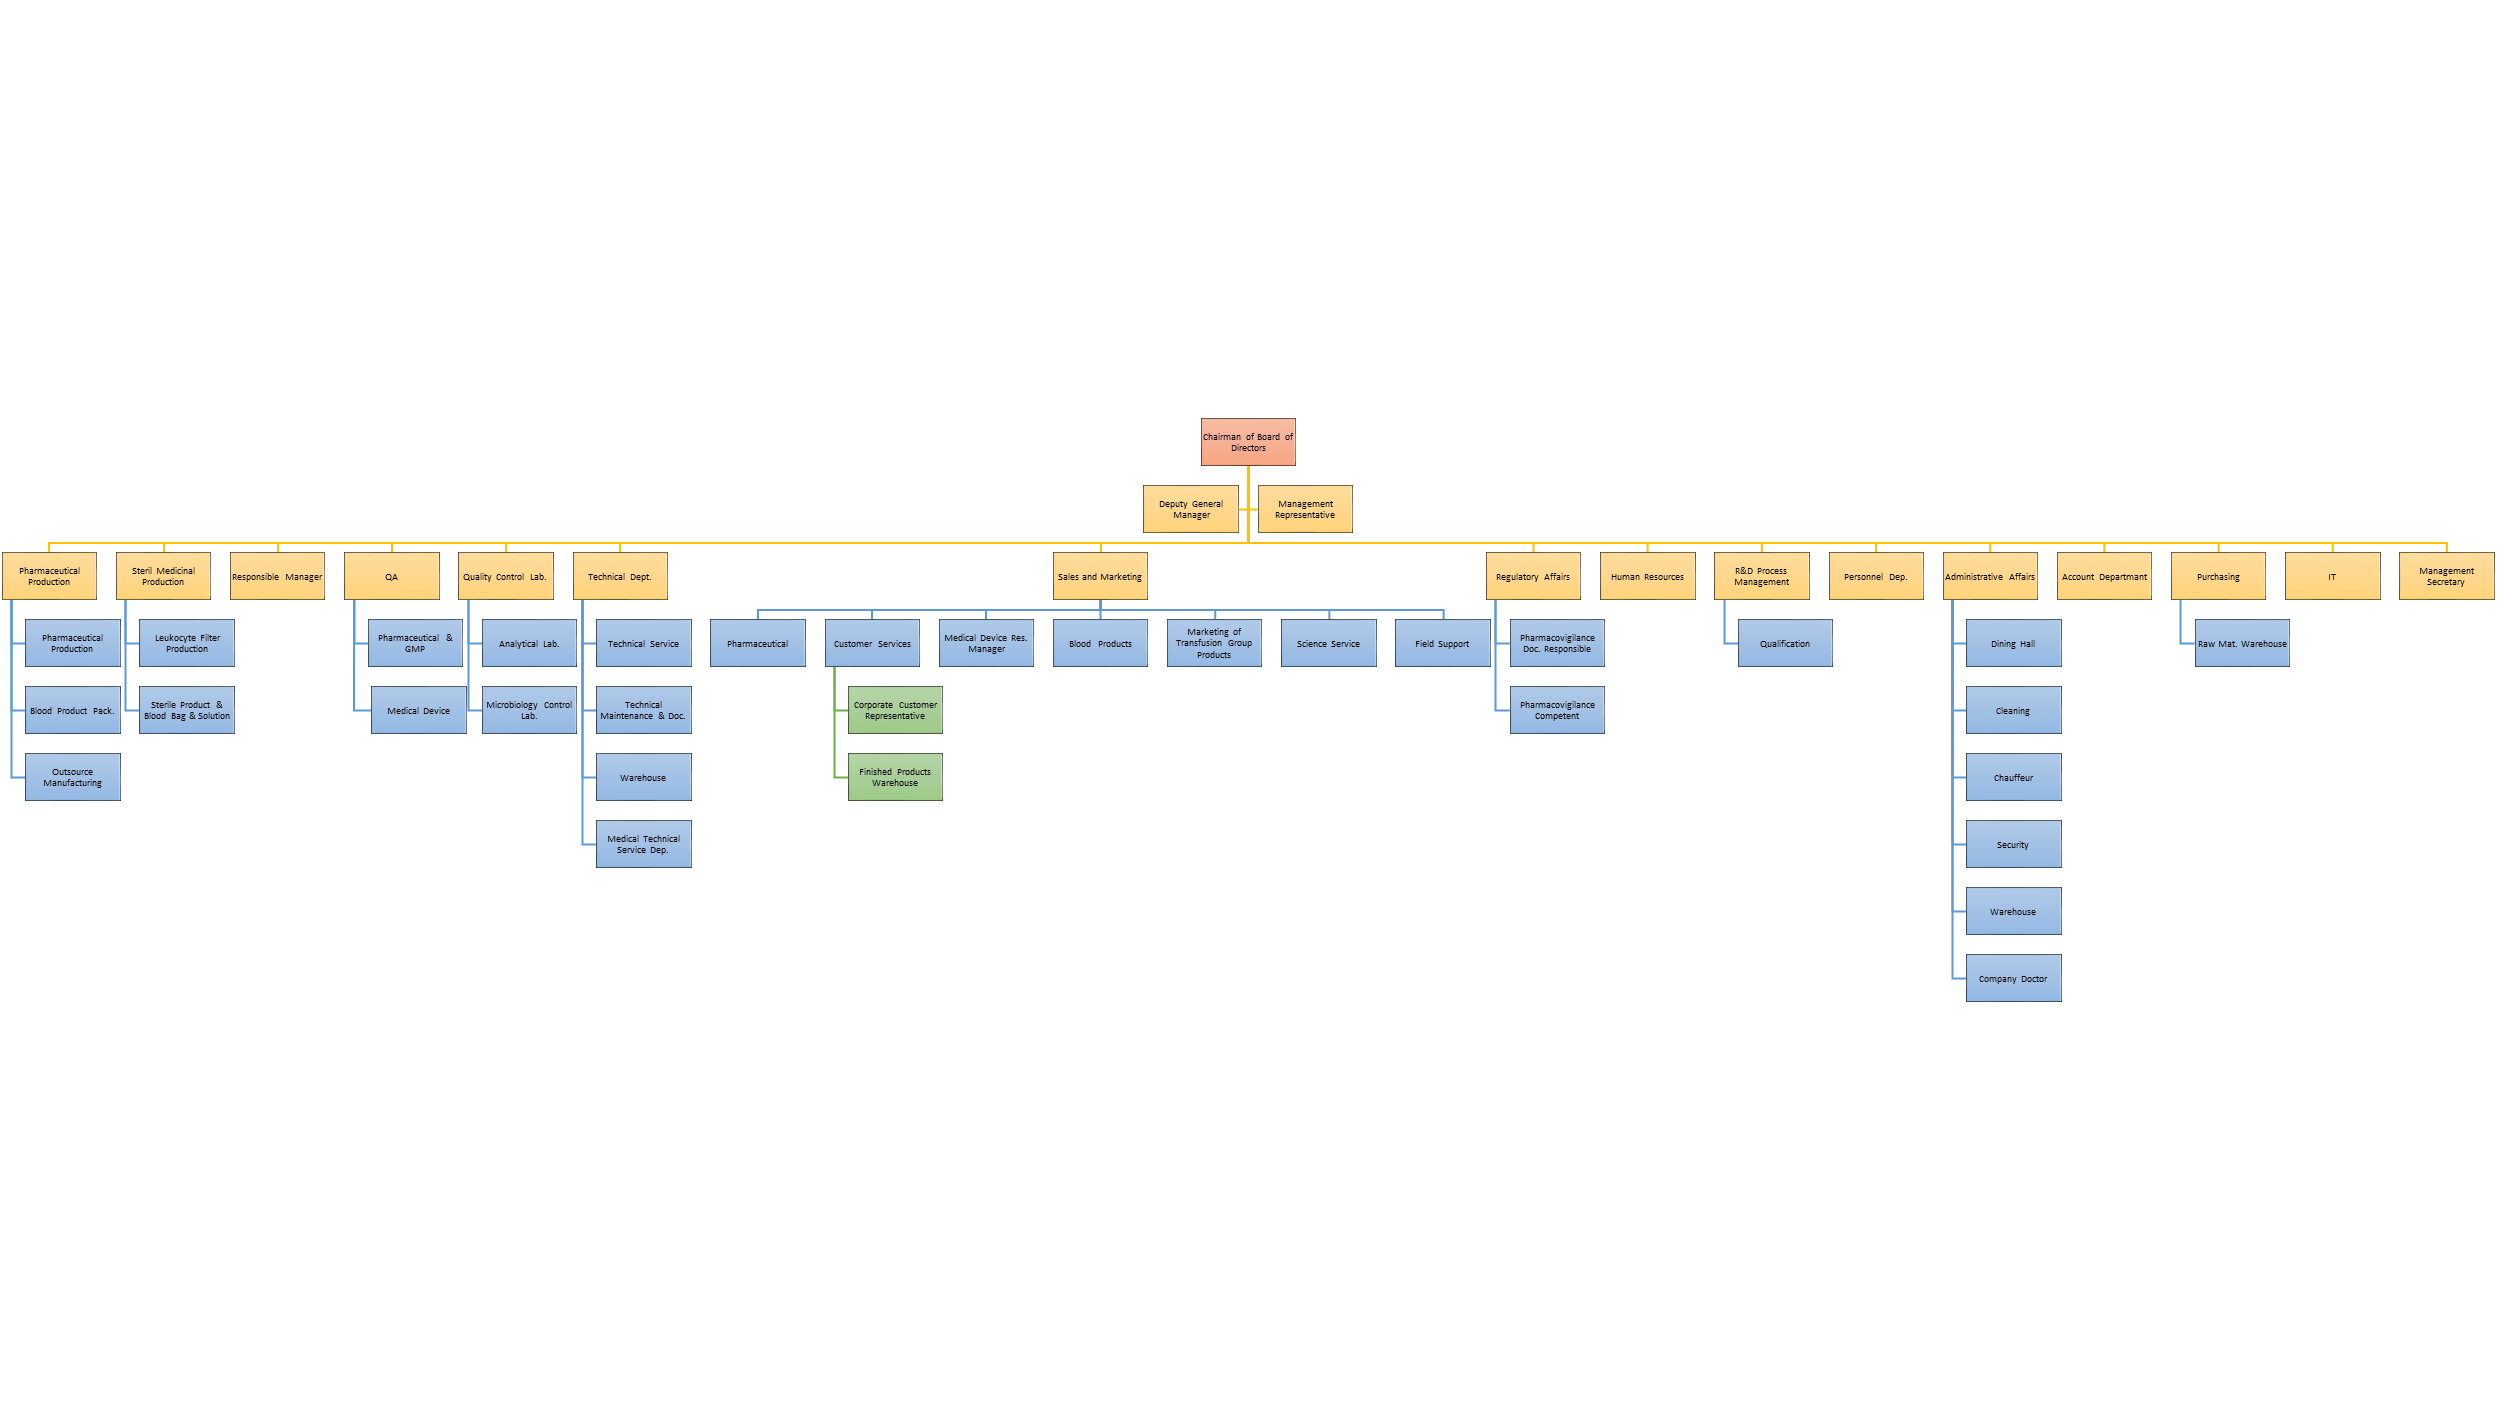 Chairman of Board of
Directors
Deputy General
Manager
Management
Representative
Pharmaceutical
Production
Steril Medicinal
Production
Responsible Manager
QA
Quality Control Lab.
Technical Dept.
Sales and Marketing
Regulatory Affairs
Human Resources
R&D Process
Management
Personnel Dep.
Administrative Affairs
Account Departmant
Purchasing
IT
Management
Secretary
Pharmaceutical
Production
Leukocyte Filter
Production
Pharmaceutical &
GMP
Analytical Lab.
Technical Service
Pharmaceutical
Customer Services
Medical Device Res.
Manager
Blood Products
Marketing of
Transfusion Group
Products
Science Service
Field Support
Pharmacovigilance
Doc. Responsible
Qualification
Dining Hall
Raw Mat. Warehouse
Blood Product Pack.
Sterile Product &
Blood Bag & Solution
Medical Device
Microbiology Control
Lab.
Technical
Maintenance & Doc.
Corporate Customer
Representative
Pharmacovigilance
Competent
Cleaning
Outsource
Manufacturing
Warehouse
Finished Products
Warehouse
Chauffeur
Medical Technical
Service Dep.
Security
Warehouse
Company Doctor